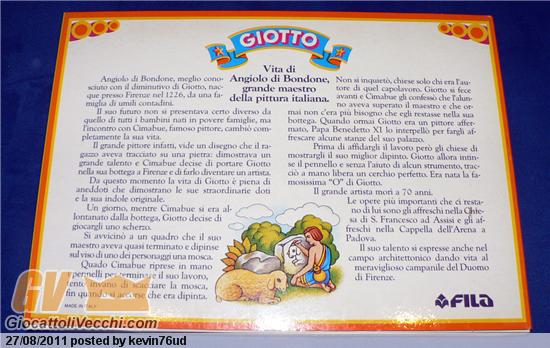 GIOTTO
Vita di
Angiolo di Bondone,
grande maestro
della pittura italiana.
Angiolo di Bondone, meglio cono-
sciuto con il diminutivo di Giotto, nac-
que presso Firenze nel 1226, da una fa-
miglia di umili contadini.
Il suo futuro non si presentava certo diverso da
quello di tutti i bambini nati in povere famiglie, ma
l'incontro con Cimabue, famoso pittore, cambiò com-
pletamente la sua vita.
Il grande pittore infatti, vide un disegno che il ra-
gazzo aveva tracciato su una pietra: dimostrava un
grande talento e Cimabue decise di portare Giotto
nella sua bottega a Firenze e di farlo diventare un artista.
Da questo momento la vita di Giotto è piena di
aneddoti che dimostrano le sue straordinarie doti
e la sua indole originale.
Un giorno, mentre Cimabue si era al-
lontanato dalla bottega, Giotto decise di
giocargli uno scherzo.
Si avvicinò a un quadro che il suo
maestro aveva quasi terminato e dipinse
sul viso di uno dei personaggi una mosca.
Quado Cimabue riprese in mano i
pennelli per terminare il suo lavoro,
tentò invano di scacciare la mosca,
fin quando si accorse che era dipinta.
Non si inquietò, chiese solo chi era l'au-
tore di quel capolavoro. Si fece
avanti e Cimabue gli confessò che l'alun-
no aveva superato il maestro e che or-
mai non c'era più bisogno che egli restasse nella sua
bottega. Quando ormai Giotto era un pittore affer-
mato, Papa Benedetto XI lo interpellò per fargli af-
frescare alcune stanze del suo palazzo.
Prima di affidargli il lavoro però gli chiese di
mostrargli il suo miglior dipinto. Giotto allora intin-
se il pennello e senza l'aiuto di alcun strumento, trac-
ciò a mano libera un cerchio perfetto. Era nata la fa-
mosissima "O" di Giotto.
Il grande artista morì a 70 anni.
Le opere più importanti che ci resta-
no di lui sono gli affreschi nella Chie-
sa di S. Francesco ad Assisi e gli af-
freschi nella Cappella dell'Arena a
Padova.
Il suo talento si espresse anche nel
campo architettonico dando vita al
meraviglioso campanile del Duomo
di Firenze.
MADE IN ITALY
FILA
GV
GiocattoliVecchi.com
27/08/2011 posted by kevin76ud